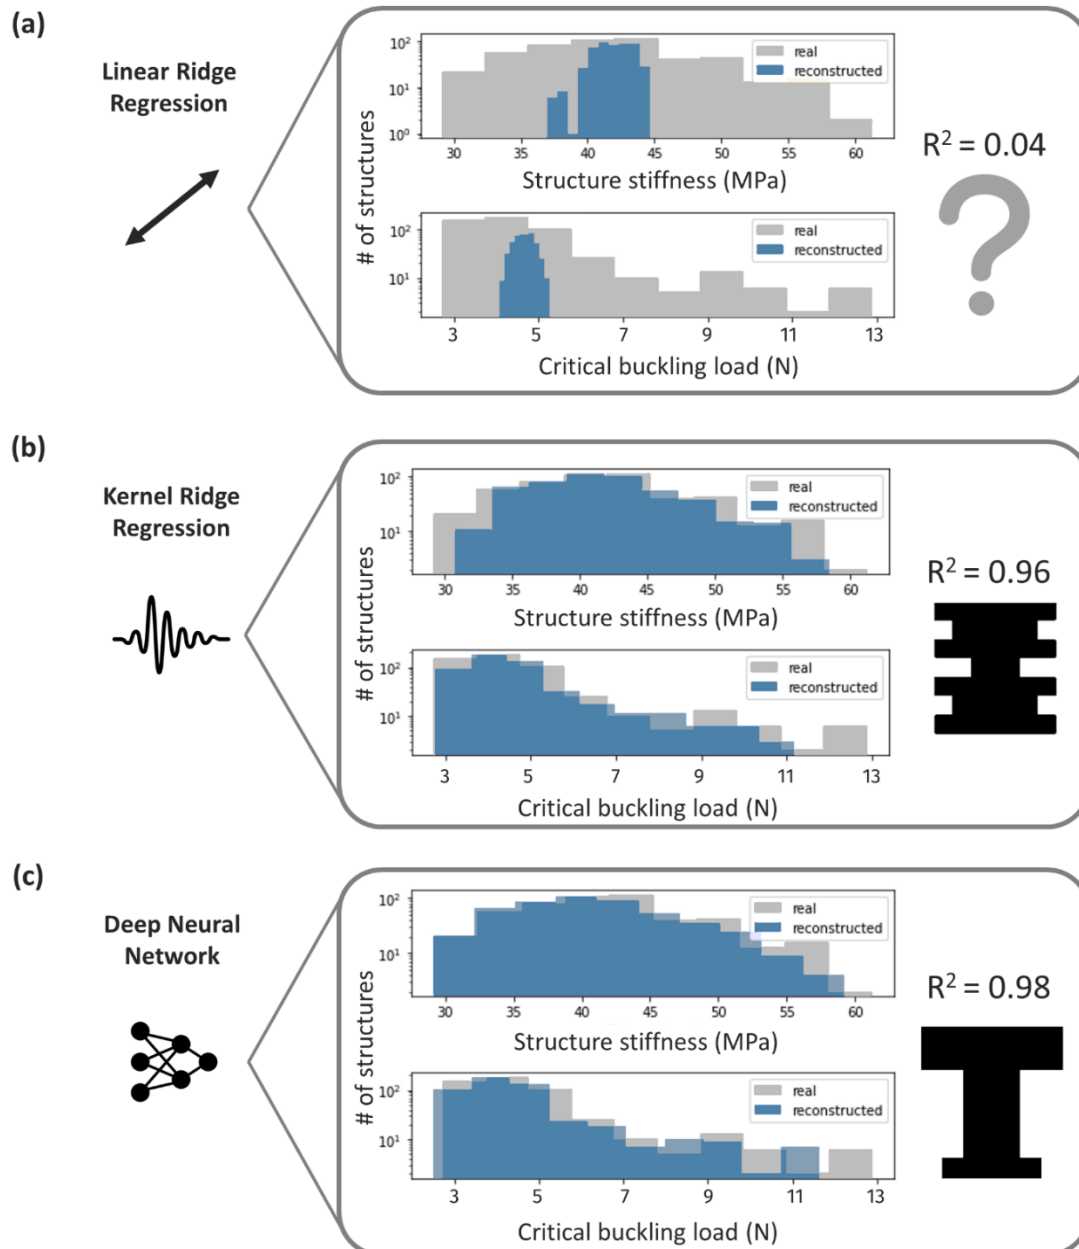 (a)
Linear Ridge
Regression
# of structures
10²
10¹
10⁰
real
reconstructed
30 35 40 45 50 55 60
Structure stiffness (MPa)
10²
10¹
real
reconstructed
3 5 7 9 11 13
Critical buckling load (N)
R² = 0.04
?
(b)
Kernel Ridge
Regression
# of structures
10²
10¹
real
reconstructed
30 35 40 45 50 55 60
Structure stiffness (MPa)
10²
10¹
real
reconstructed
3 5 7 9 11 13
Critical buckling load (N)
R² = 0.96
(c)
Deep Neural
Network
# of structures
10²
10¹
real
reconstructed
30 35 40 45 50 55 60
Structure stiffness (MPa)
10²
10¹
real
reconstructed
3 5 7 9 11 13
Critical buckling load (N)
R² = 0.98